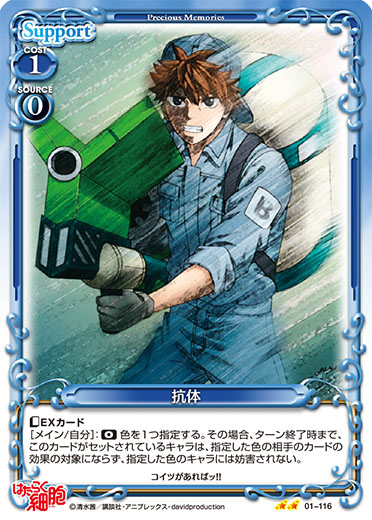 Precious Memories
Support
COST
1
SOURCE
0
抗体
EXカード
[メイン/自分]:色を1つ指定する。その場合、ターン終了時まで、
このカードがセットされているキャラは、指定した色の相手のカードの
効果の対象にならず、指定した色のキャラには妨害されない。
コイツがあればッ!!
はたらく
細胞
©清水茜/講談社・アニプレックス・davidproduction
01-116